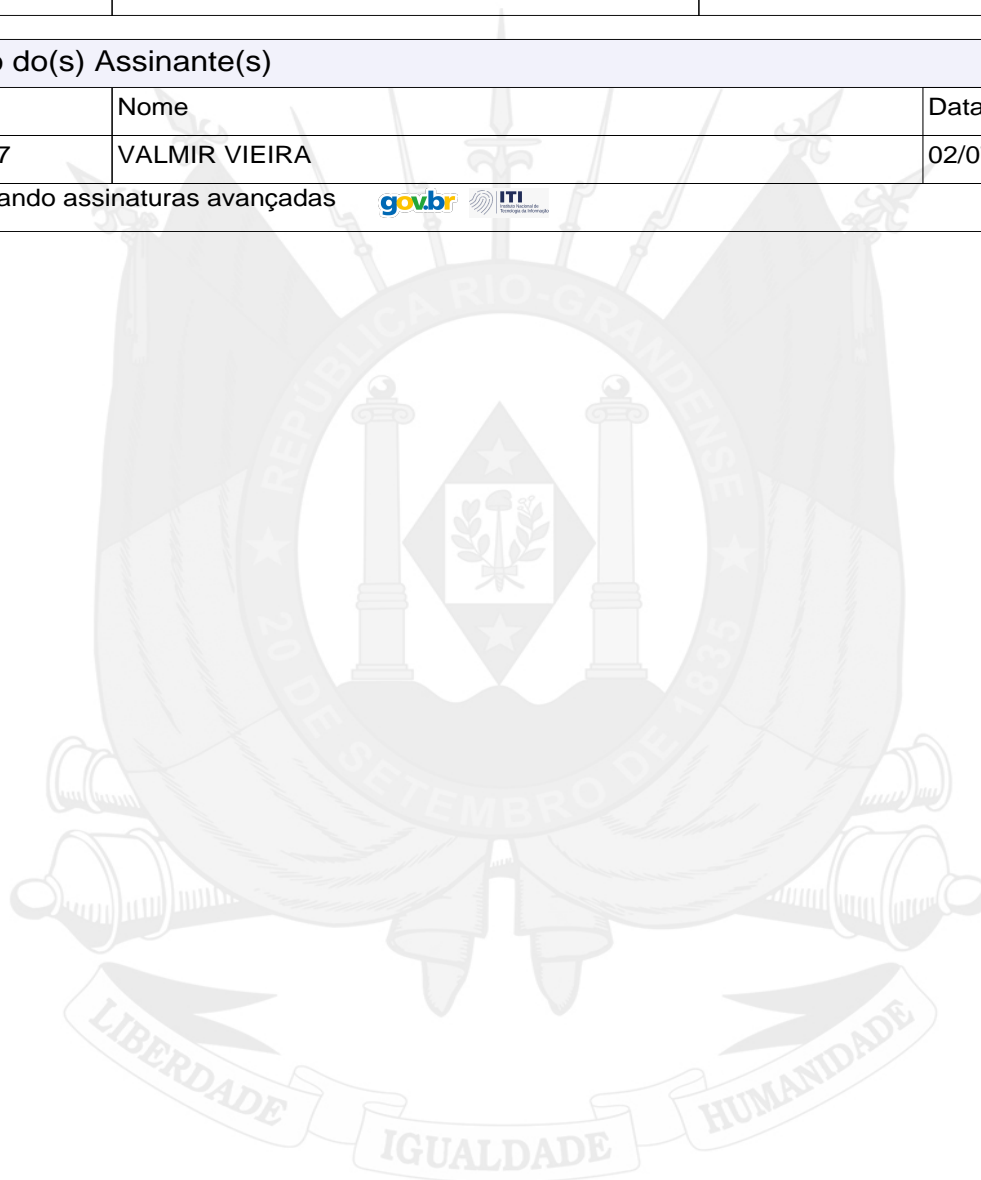 o do(s) Assinante(s)
Nome Data
7 VALMIR VIEIRA 02/0
ando assinaturas avançadas gov.br ITI
REPÚBLICA RIO-GRANDENSE
20 DE SETEMBRO DE 1835
LIBERDADE IGUALDADE HUMANIDADE